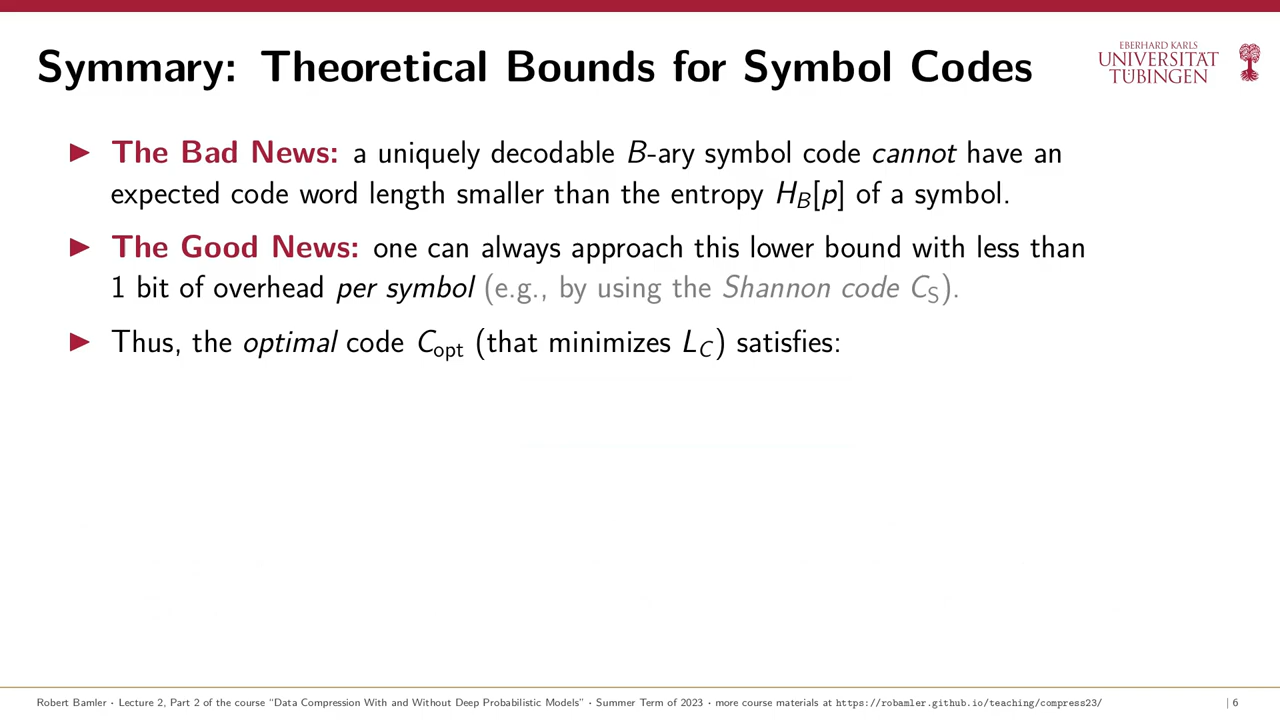 Symmary: Theoretical Bounds for Symbol Codes
EBERHARD KARLS
UNIVERSITÄT
TÜBINGEN
▶ The Bad News: a uniquely decodable B-ary symbol code cannot have an
expected code word length smaller than the entropy H_B[p] of a symbol.
▶ The Good News: one can always approach this lower bound with less than
1 bit of overhead per symbol (e.g., by using the Shannon code C_S).
▶ Thus, the optimal code C_opt (that minimizes L_C) satisfies:
Robert Bamler · Lecture 2, Part 2 of the course “Data Compression With and Without Deep Probabilistic Models” · Summer Term of 2023 · more course materials at https://robamler.github.io/teaching/compress23/
| 6